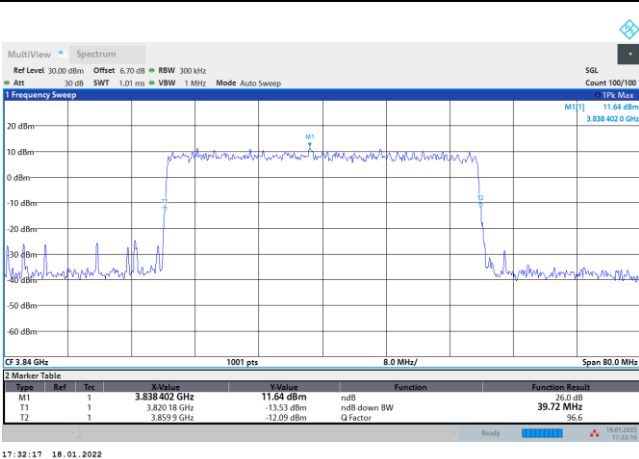 MultiView Spectrum
Ref Level 30.00 dBm Offset 6.70 dB RBW 300 kHz SGL
Att 30 dB SWT 1.01 ms VBW 1 MHz Mode Auto Sweep Count 100/100
1 Frequency Sweep 1Pk Max
M1[1] 11.64 dBm
3.838 402 0 GHz
20 dBm
M1
10 dBm
0 dBm
-10 dBm
T1
T2
-20 dBm
-30 dBm
-40 dBm
-50 dBm
-60 dBm
CF 3.84 GHz 1001 pts 8.0 MHz/ Span 80.0 MHz
2 Marker Table
Type Ref Trc X-Value Y-Value Function Function Result
M1 1 3.838 402 GHz 11.64 dBm ndB 26.0 dB
T1 1 3.820 18 GHz -13.53 dBm ndB down BW 39.72 MHz
T2 1 3.859 9 GHz -12.09 dBm Q Factor 96.6
Ready 18.01.2022
17:32:16
17:32:17 18.01.2022